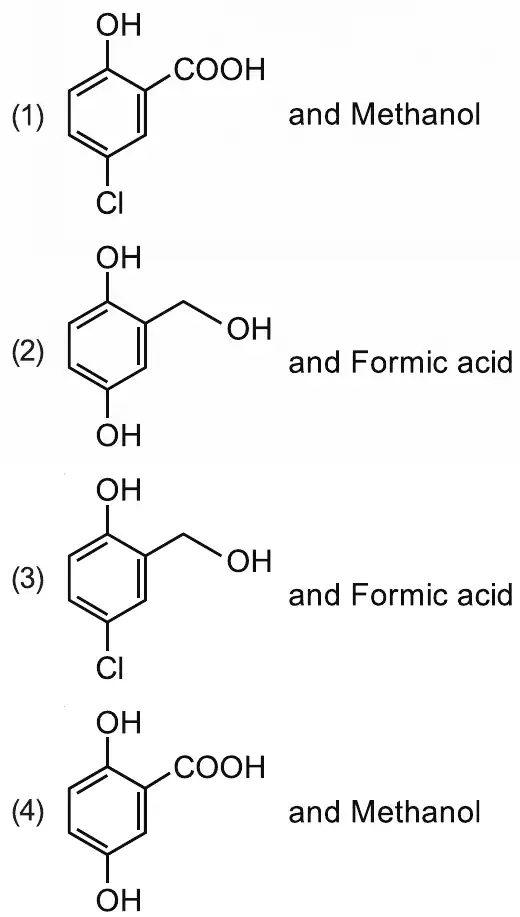 OH
COOH
(1) and Methanol
Cl
OH
OH
(2) and Formic acid
OH
OH
OH
(3) and Formic acid
Cl
OH
COOH
(4) and Methanol
OH